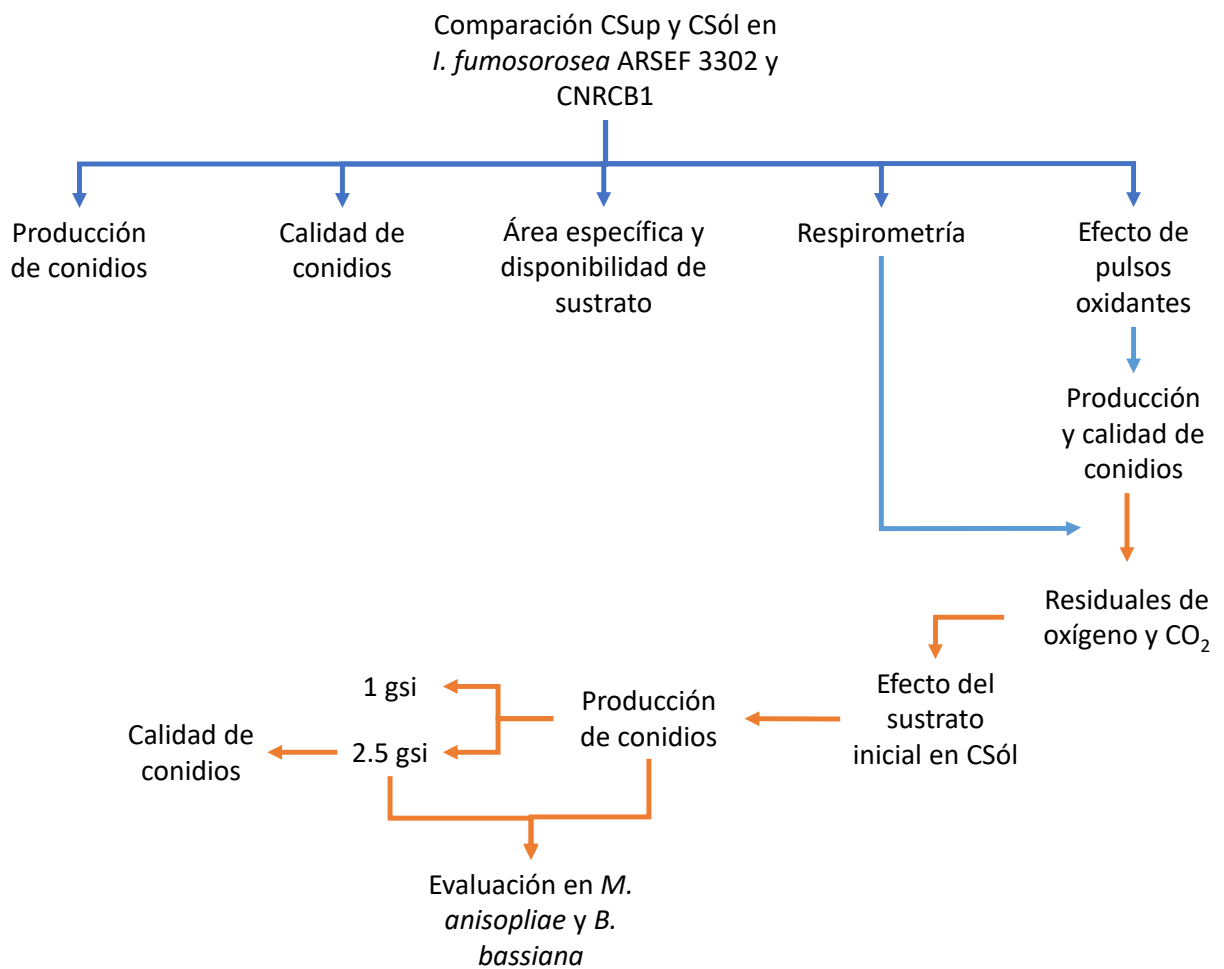 Comparación CSup y CSól en
I. fumosorosea ARSEF 3302 y
CNRCB1
Producción
de conidios
Calidad de
conidios
Área específica y
disponibilidad de
sustrato
Respirometría
Efecto de
pulsos
oxidantes
Producción
y calidad de
conidios
Residuales de
oxígeno y CO₂
Efecto del
sustrato
inicial en CSól
Producción
de conidios
1 gsi
2.5 gsi
Calidad de
conidios
Evaluación en M.
anisopliae y B.
bassiana